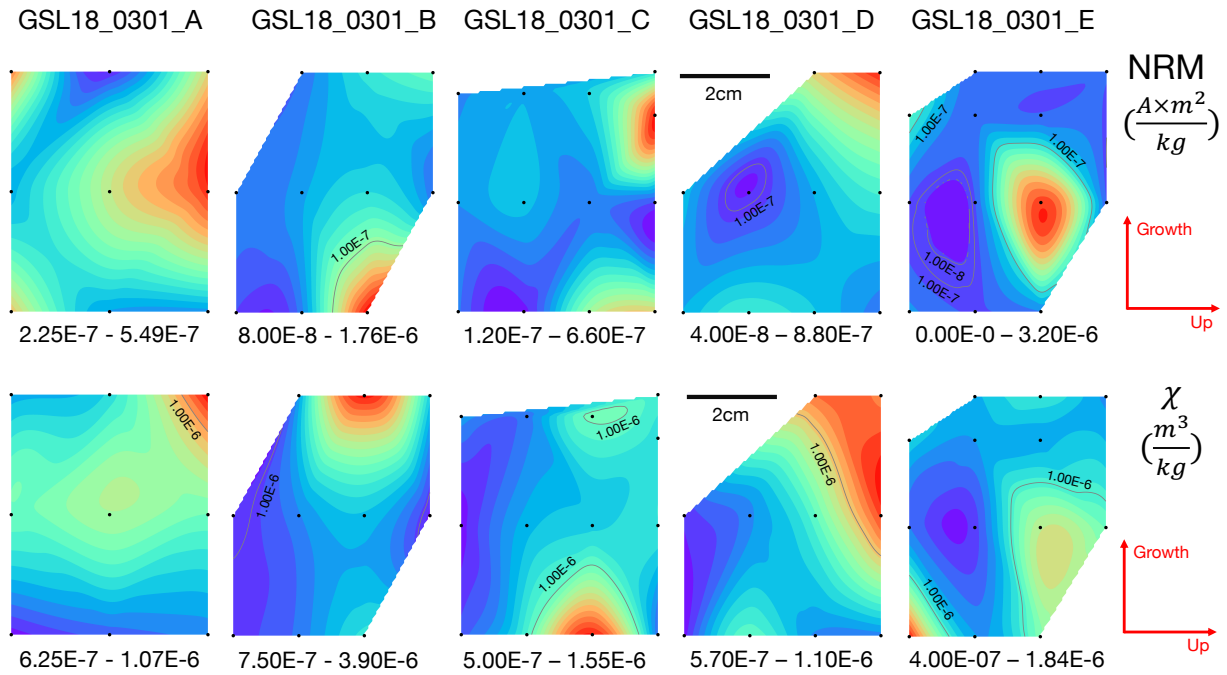 GSL18_0301_A GSL18_0301_B GSL18_0301_C GSL18_0301_D GSL18_0301_E
NRM
(A×m²/kg)
2cm
1.00E-7
1.00E-7
1.00E-7
1.00E-7
1.00E-8
1.00E-7
Growth
Up
2.25E-7 - 5.49E-7 8.00E-8 - 1.76E-6 1.20E-7 – 6.60E-7 4.00E-8 – 8.80E-7 0.00E-0 – 3.20E-6
χ
(m³/kg)
2cm
1.00E-6
1.00E-6
1.00E-6
1.00E-6
1.00E-6
1.00E-6
1.00E-6
Growth
Up
6.25E-7 - 1.07E-6 7.50E-7 - 3.90E-6 5.00E-7 - 1.55E-6 5.70E-7 - 1.10E-6 4.00E-07 – 1.84E-6